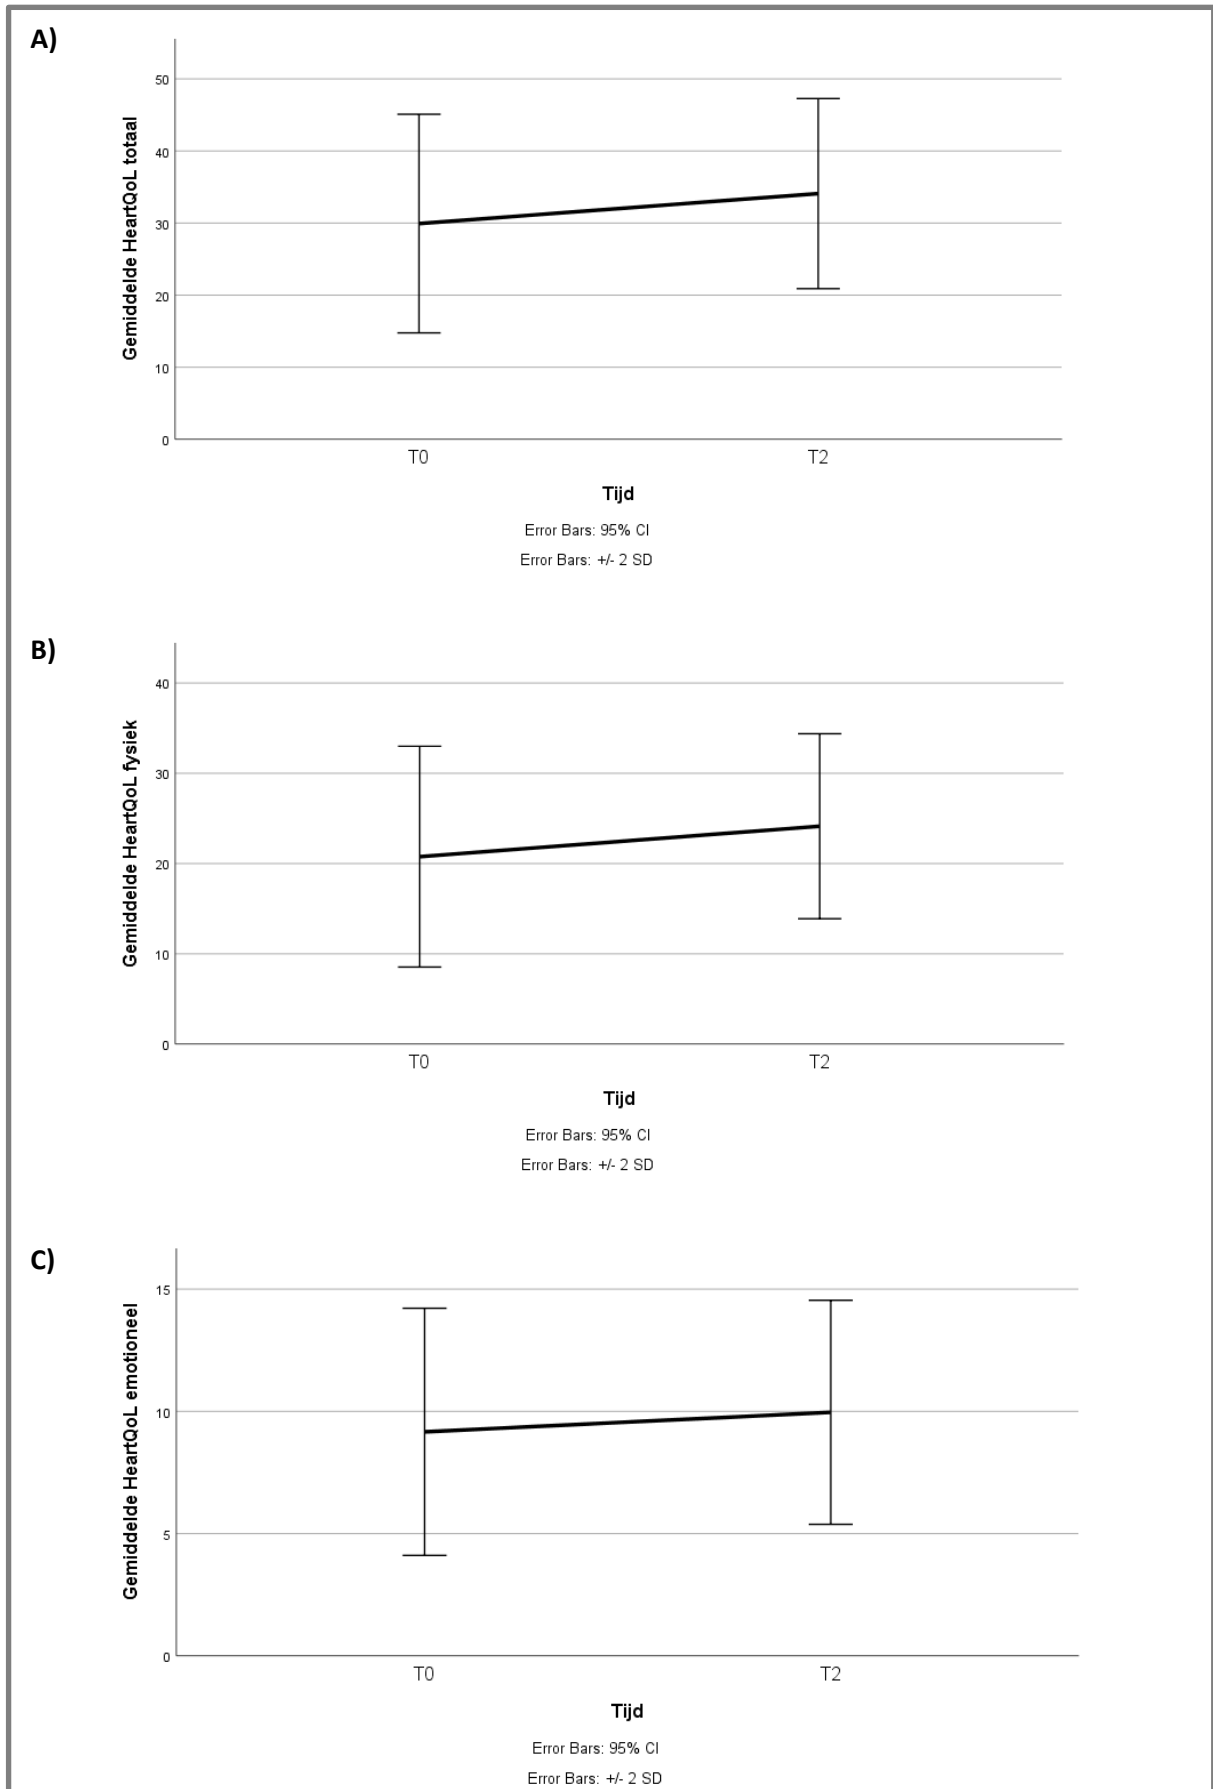 A)
Gemiddelde HeartQoL totaal
50
40
30
20
10
0
T0 T2
Tijd
Error Bars: 95% CI
Error Bars: +/- 2 SD
B)
Gemiddelde HeartQoL fysiek
40
30
20
10
0
T0 T2
Tijd
Error Bars: 95% CI
Error Bars: +/- 2 SD
C)
Gemiddelde HeartQoL emotioneel
15
10
5
0
T0 T2
Tijd
Error Bars: 95% CI
Error Bars: +/- 2 SD